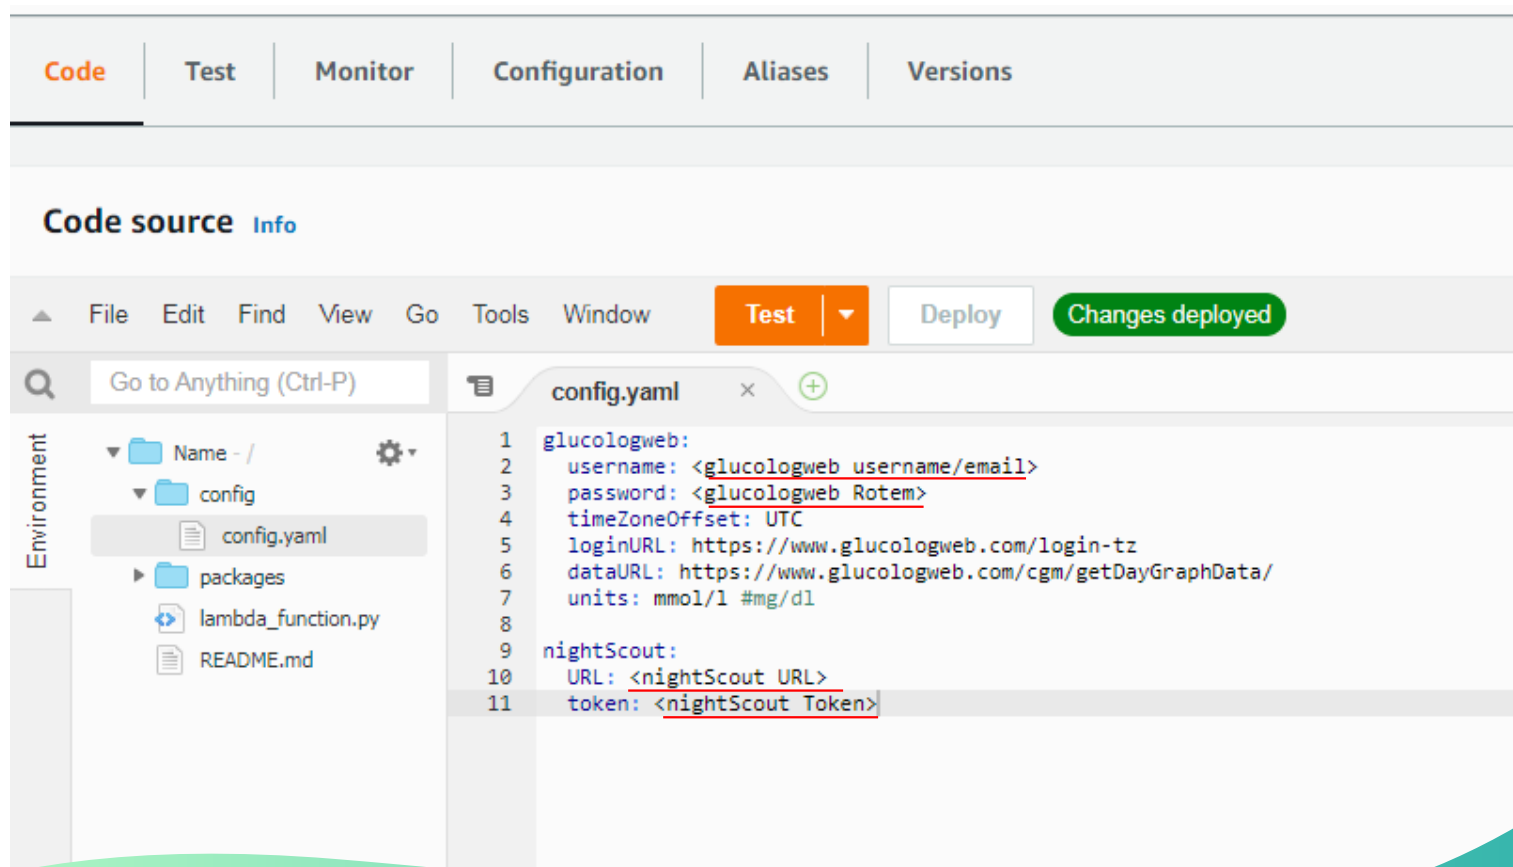 Code Test Monitor Configuration Aliases Versions
Code source Info
File Edit Find View Go Tools Window Test Deploy Changes deployed
Go to Anything (Ctrl-P)
config.yaml
Environment
Name - /
config
config.yaml
packages
lambda_function.py
README.md
1 glucologweb:
2 username: <glucologweb username/email>
3 password: <glucologweb Rotem>
4 timeZoneOffset: UTC
5 loginURL: https://www.glucologweb.com/login-tz
6 dataURL: https://www.glucologweb.com/cgm/getDayGraphData/
7 units: mmol/l #mg/dl
8
9 nightScout:
10 URL: <nightScout URL>
11 token: <nightScout Token>